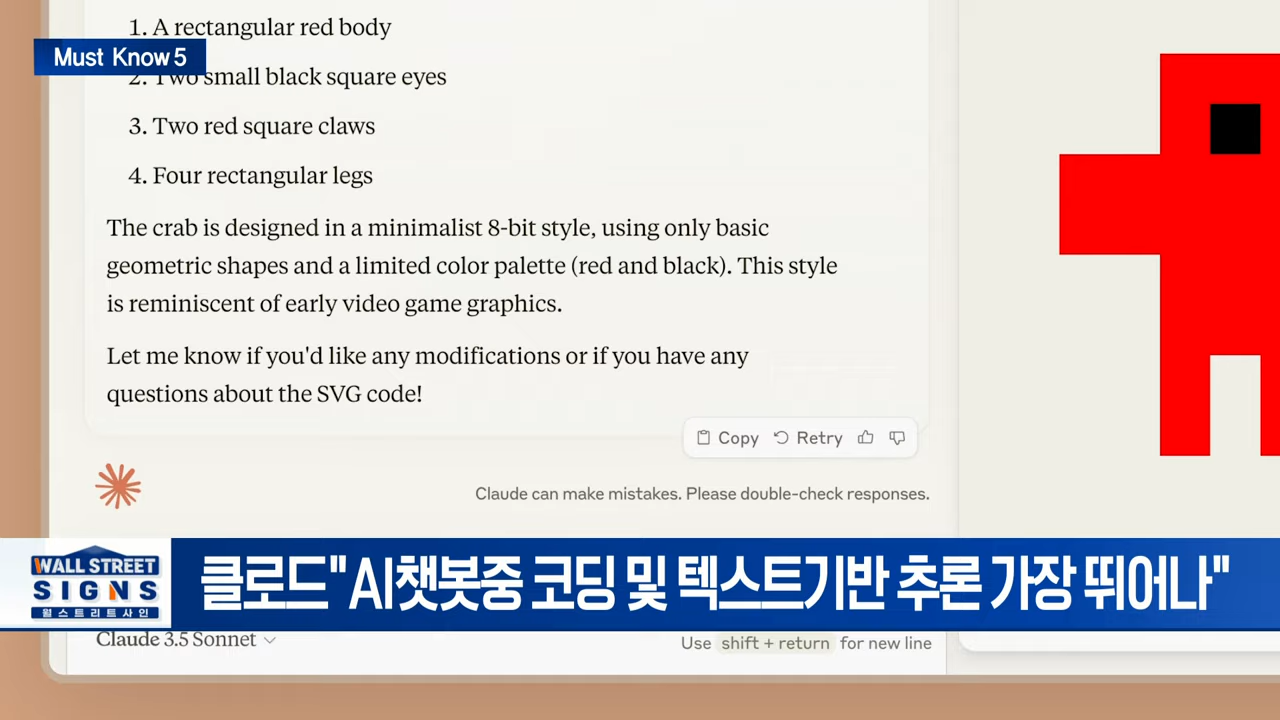 1. A rectangular red body
Must Know 5
2. Two small black square eyes
3. Two red square claws
4. Four rectangular legs
The crab is designed in a minimalist 8-bit style, using only basic
geometric shapes and a limited color palette (red and black). This style
is reminiscent of early video game graphics.
Let me know if you'd like any modifications or if you have any
questions about the SVG code!
Copy Retry
Claude can make mistakes. Please double-check responses.
WALL STREET
SIGNS
월스트리트사인
클로드"AI챗봇중 코딩 및 텍스트기반 추론 가장 뛰어나"
Claude 3.5 Sonnet
Use shift + return for new line